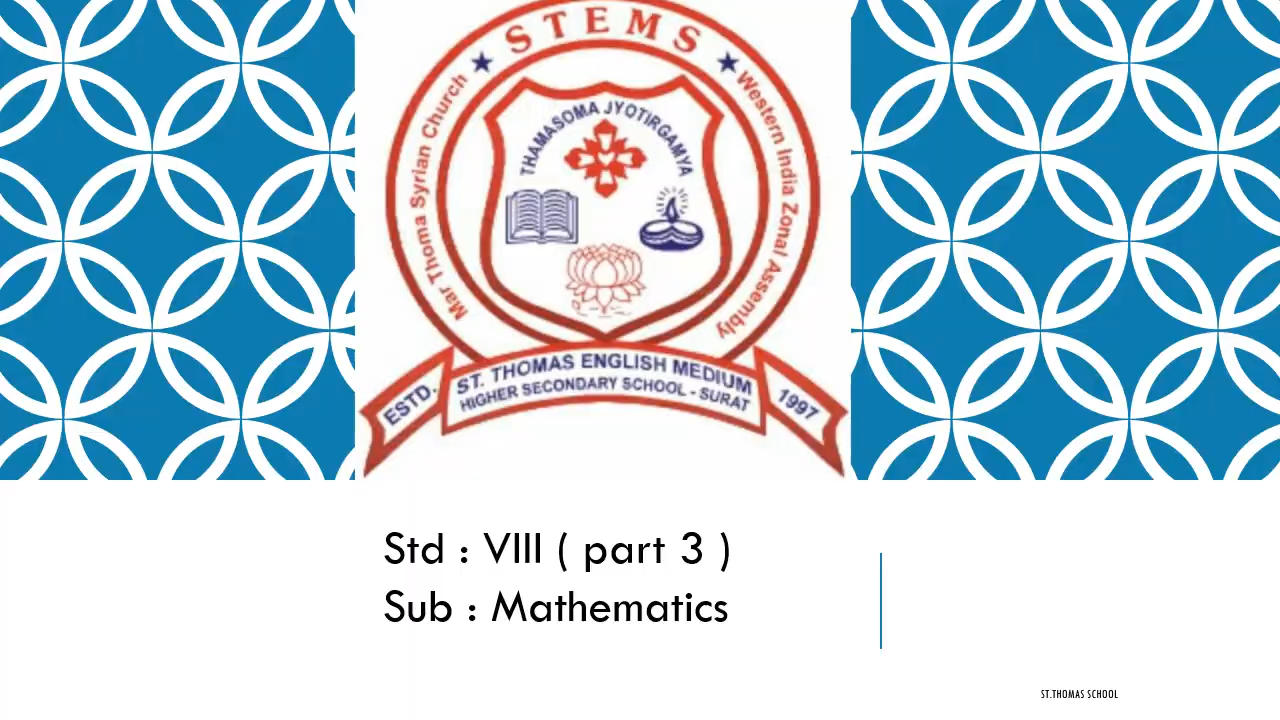 STEMS
Mar Thoma Syrian Church
Western India Zonal Assembly
THAMASOMA JYOTIRGAMYA
ESTD.
ST. THOMAS ENGLISH MEDIUM
HIGHER SECONDARY SCHOOL - SURAT
1997
Std : VIII ( part 3 )
Sub : Mathematics
ST.THOMAS SCHOOL